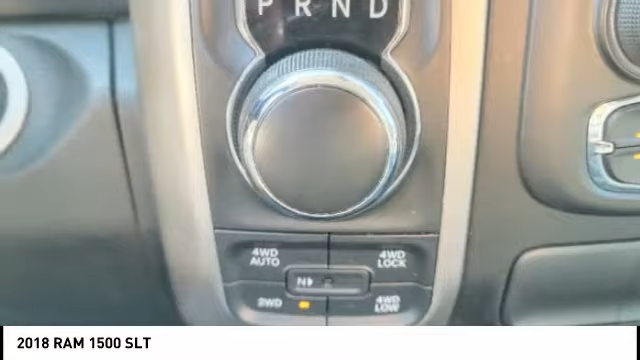 P R N D
4WD AUTO
4WD LOCK
N
2WD
4WD LOW
2018 RAM 1500 SLT